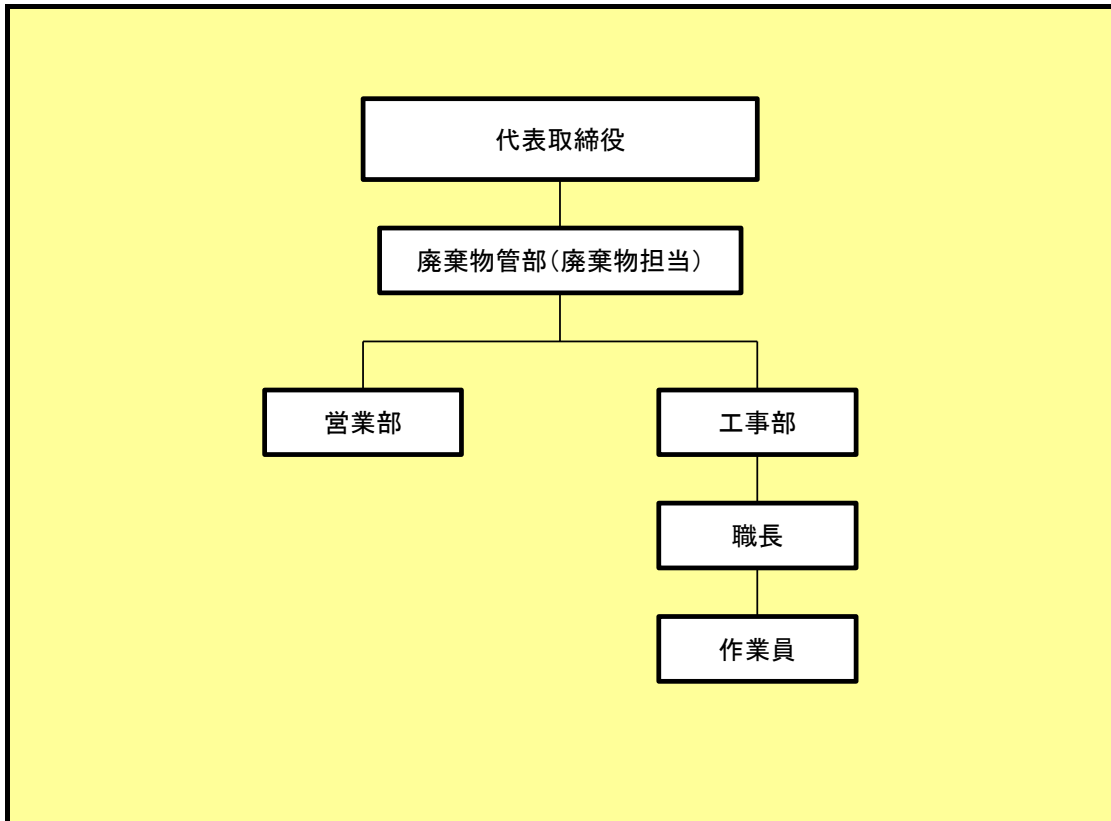 代表取締役
廃棄物管部(廃棄物担当)
営業部
工事部
職長
作業員